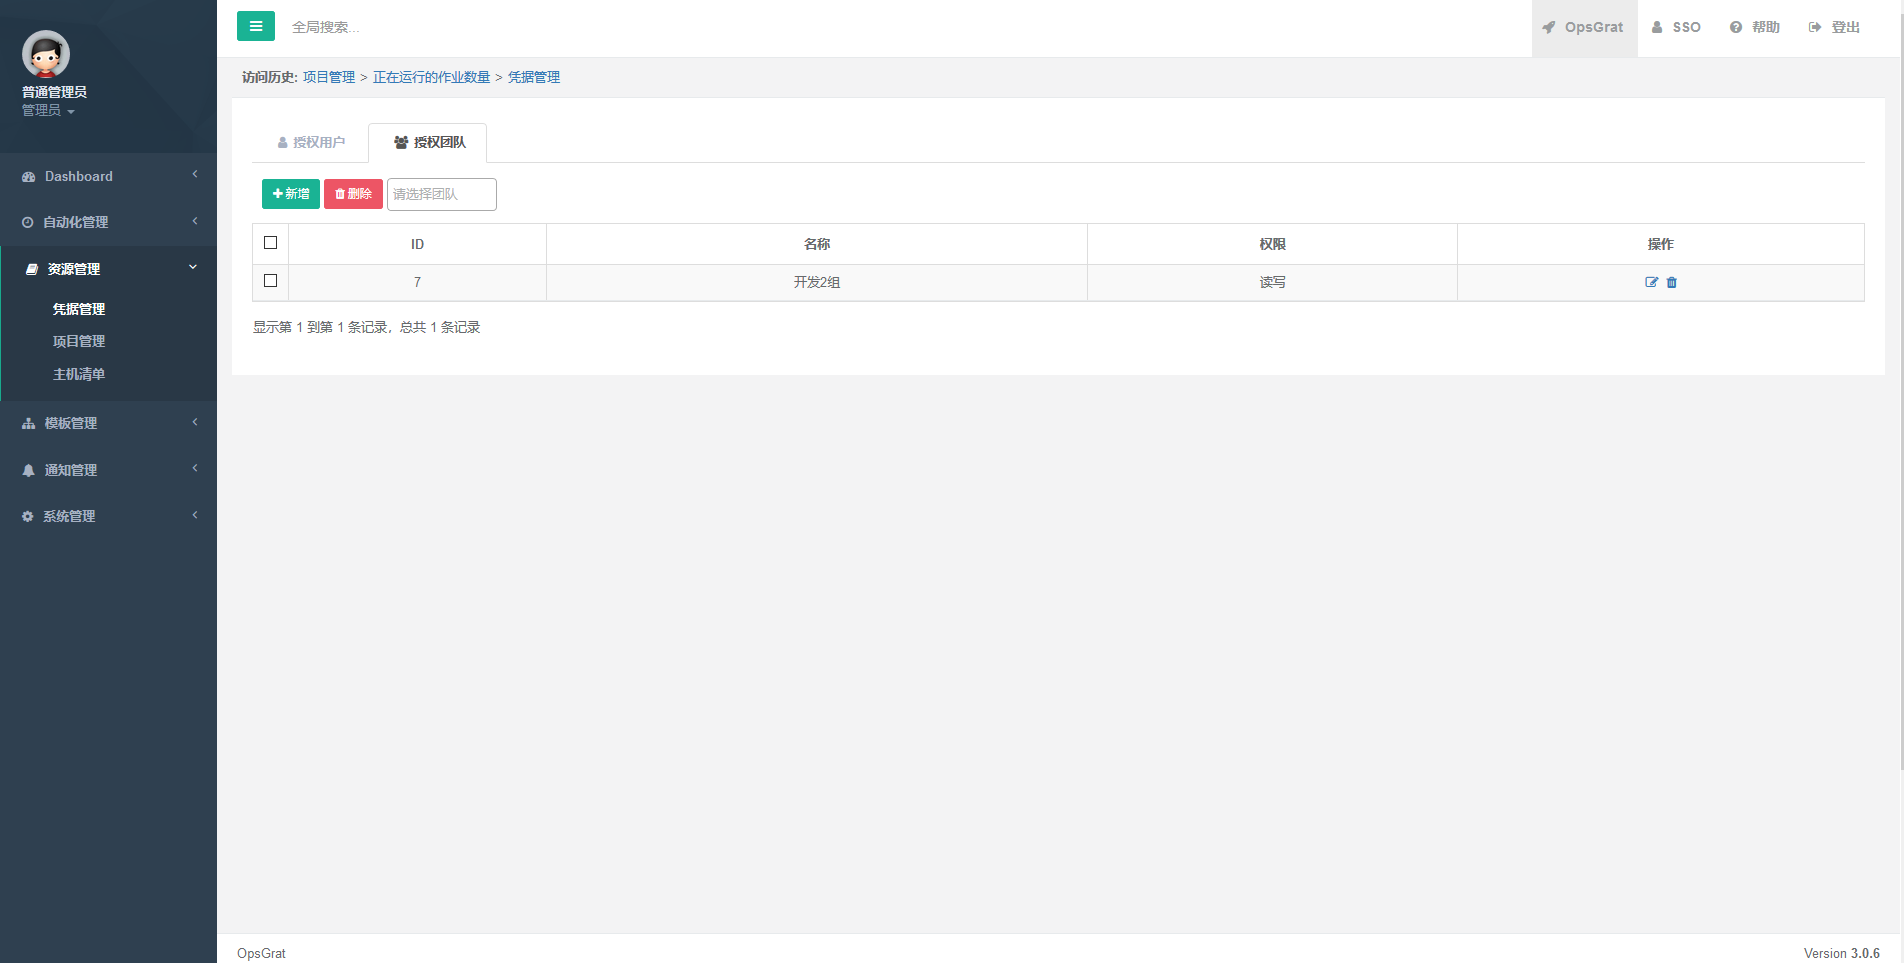 普通管理员
管理员
Dashboard
自动化管理
资源管理
凭据管理
项目管理
主机清单
模板管理
通知管理
系统管理
全局搜索...
OpsGrat
SSO
帮助
登出
访问历史: 项目管理 > 正在运行的作业数量 > 凭据管理
授权用户
授权团队
新增
删除
请选择团队
ID 名称 权限 操作
7 开发2组 读写
显示第 1 到第 1 条记录，总共 1 条记录
OpsGrat
Version 3.0.6